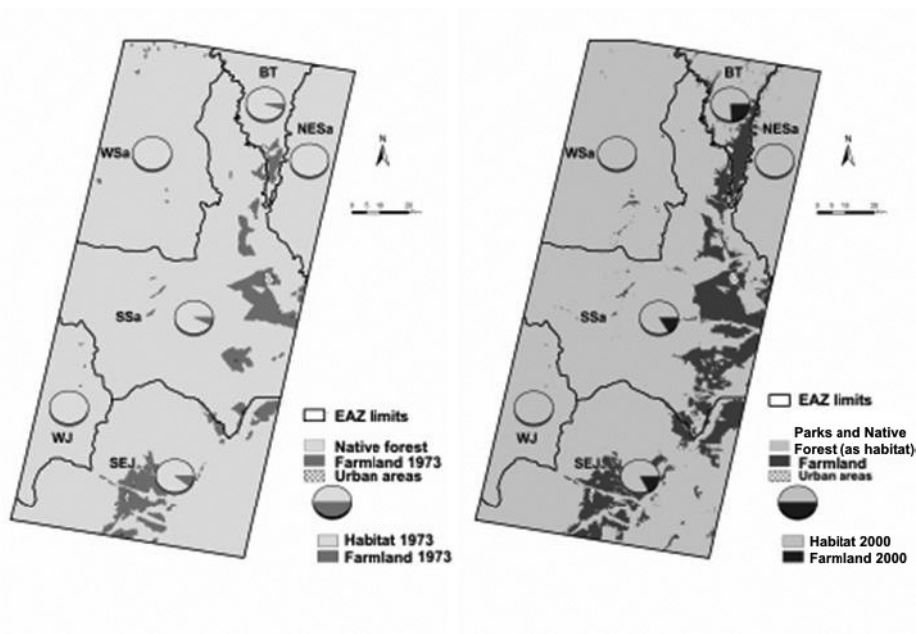 BT
NESa
WSa
N
SSa
WJ
SEJ
EAZ limits
Native forest
Farmland 1973
Urban areas
Habitat 1973
Farmland 1973
BT
NESa
WSa
N
SSa
WJ
SEJ
EAZ limits
Parks and Native
Forest (as habitat)
Farmland
Urban areas
Habitat 2000
Farmland 2000